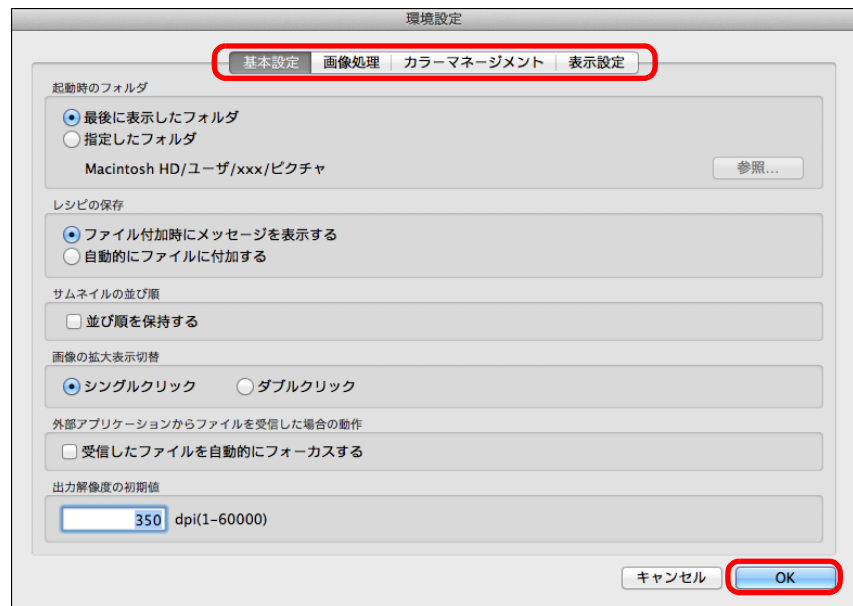 環境設定
基本設定 画像処理 カラーマネージメント 表示設定
起動時のフォルダ
最後に表示したフォルダ
指定したフォルダ
Macintosh HD/ユーザ/xxx/ピクチャ 参照...
レシピの保存
ファイル付加時にメッセージを表示する
自動的にファイルに付加する
サムネイルの並び順
並び順を保持する
画像の拡大表示切替
シングルクリック ダブルクリック
外部アプリケーションからファイルを受信した場合の動作
受信したファイルを自動的にフォーカスする
出力解像度の初期値
350 dpi(1-60000)
キャンセル OK